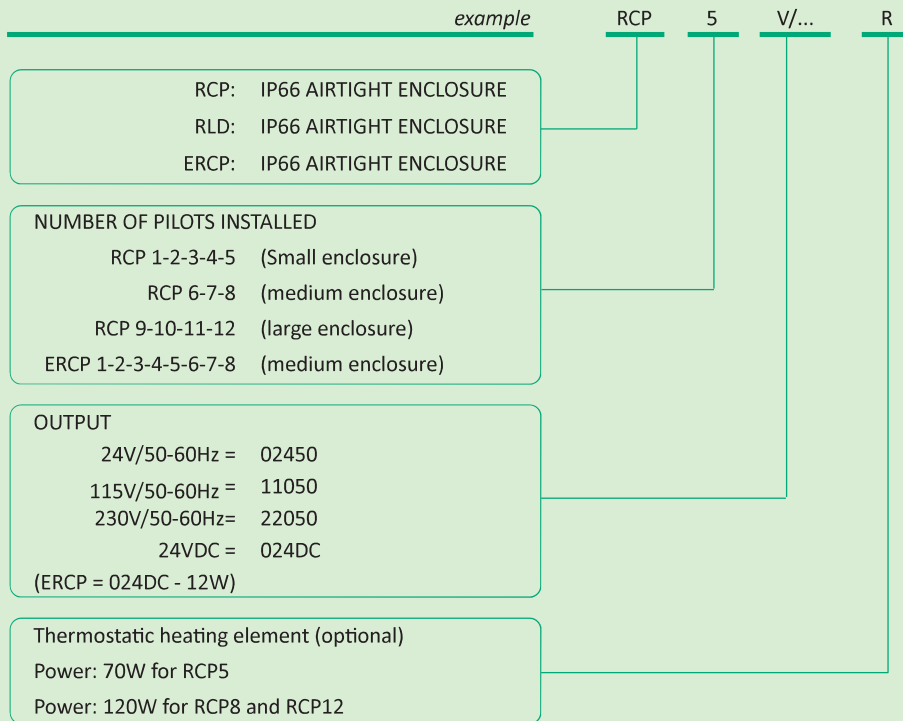 example RCP 5 V/... R
RCP: IP66 AIRTIGHT ENCLOSURE
RLD: IP66 AIRTIGHT ENCLOSURE
ERCP: IP66 AIRTIGHT ENCLOSURE
NUMBER OF PILOTS INSTALLED
RCP 1-2-3-4-5 (Small enclosure)
RCP 6-7-8 (medium enclosure)
RCP 9-10-11-12 (large enclosure)
ERCP 1-2-3-4-5-6-7-8 (medium enclosure)
OUTPUT
24V/50-60Hz = 02450
115V/50-60Hz = 11050
230V/50-60Hz= 22050
24VDC = 024DC
(ERCP = 024DC - 12W)
Thermostatic heating element (optional)
Power: 70W for RCP5
Power: 120W for RCP8 and RCP12